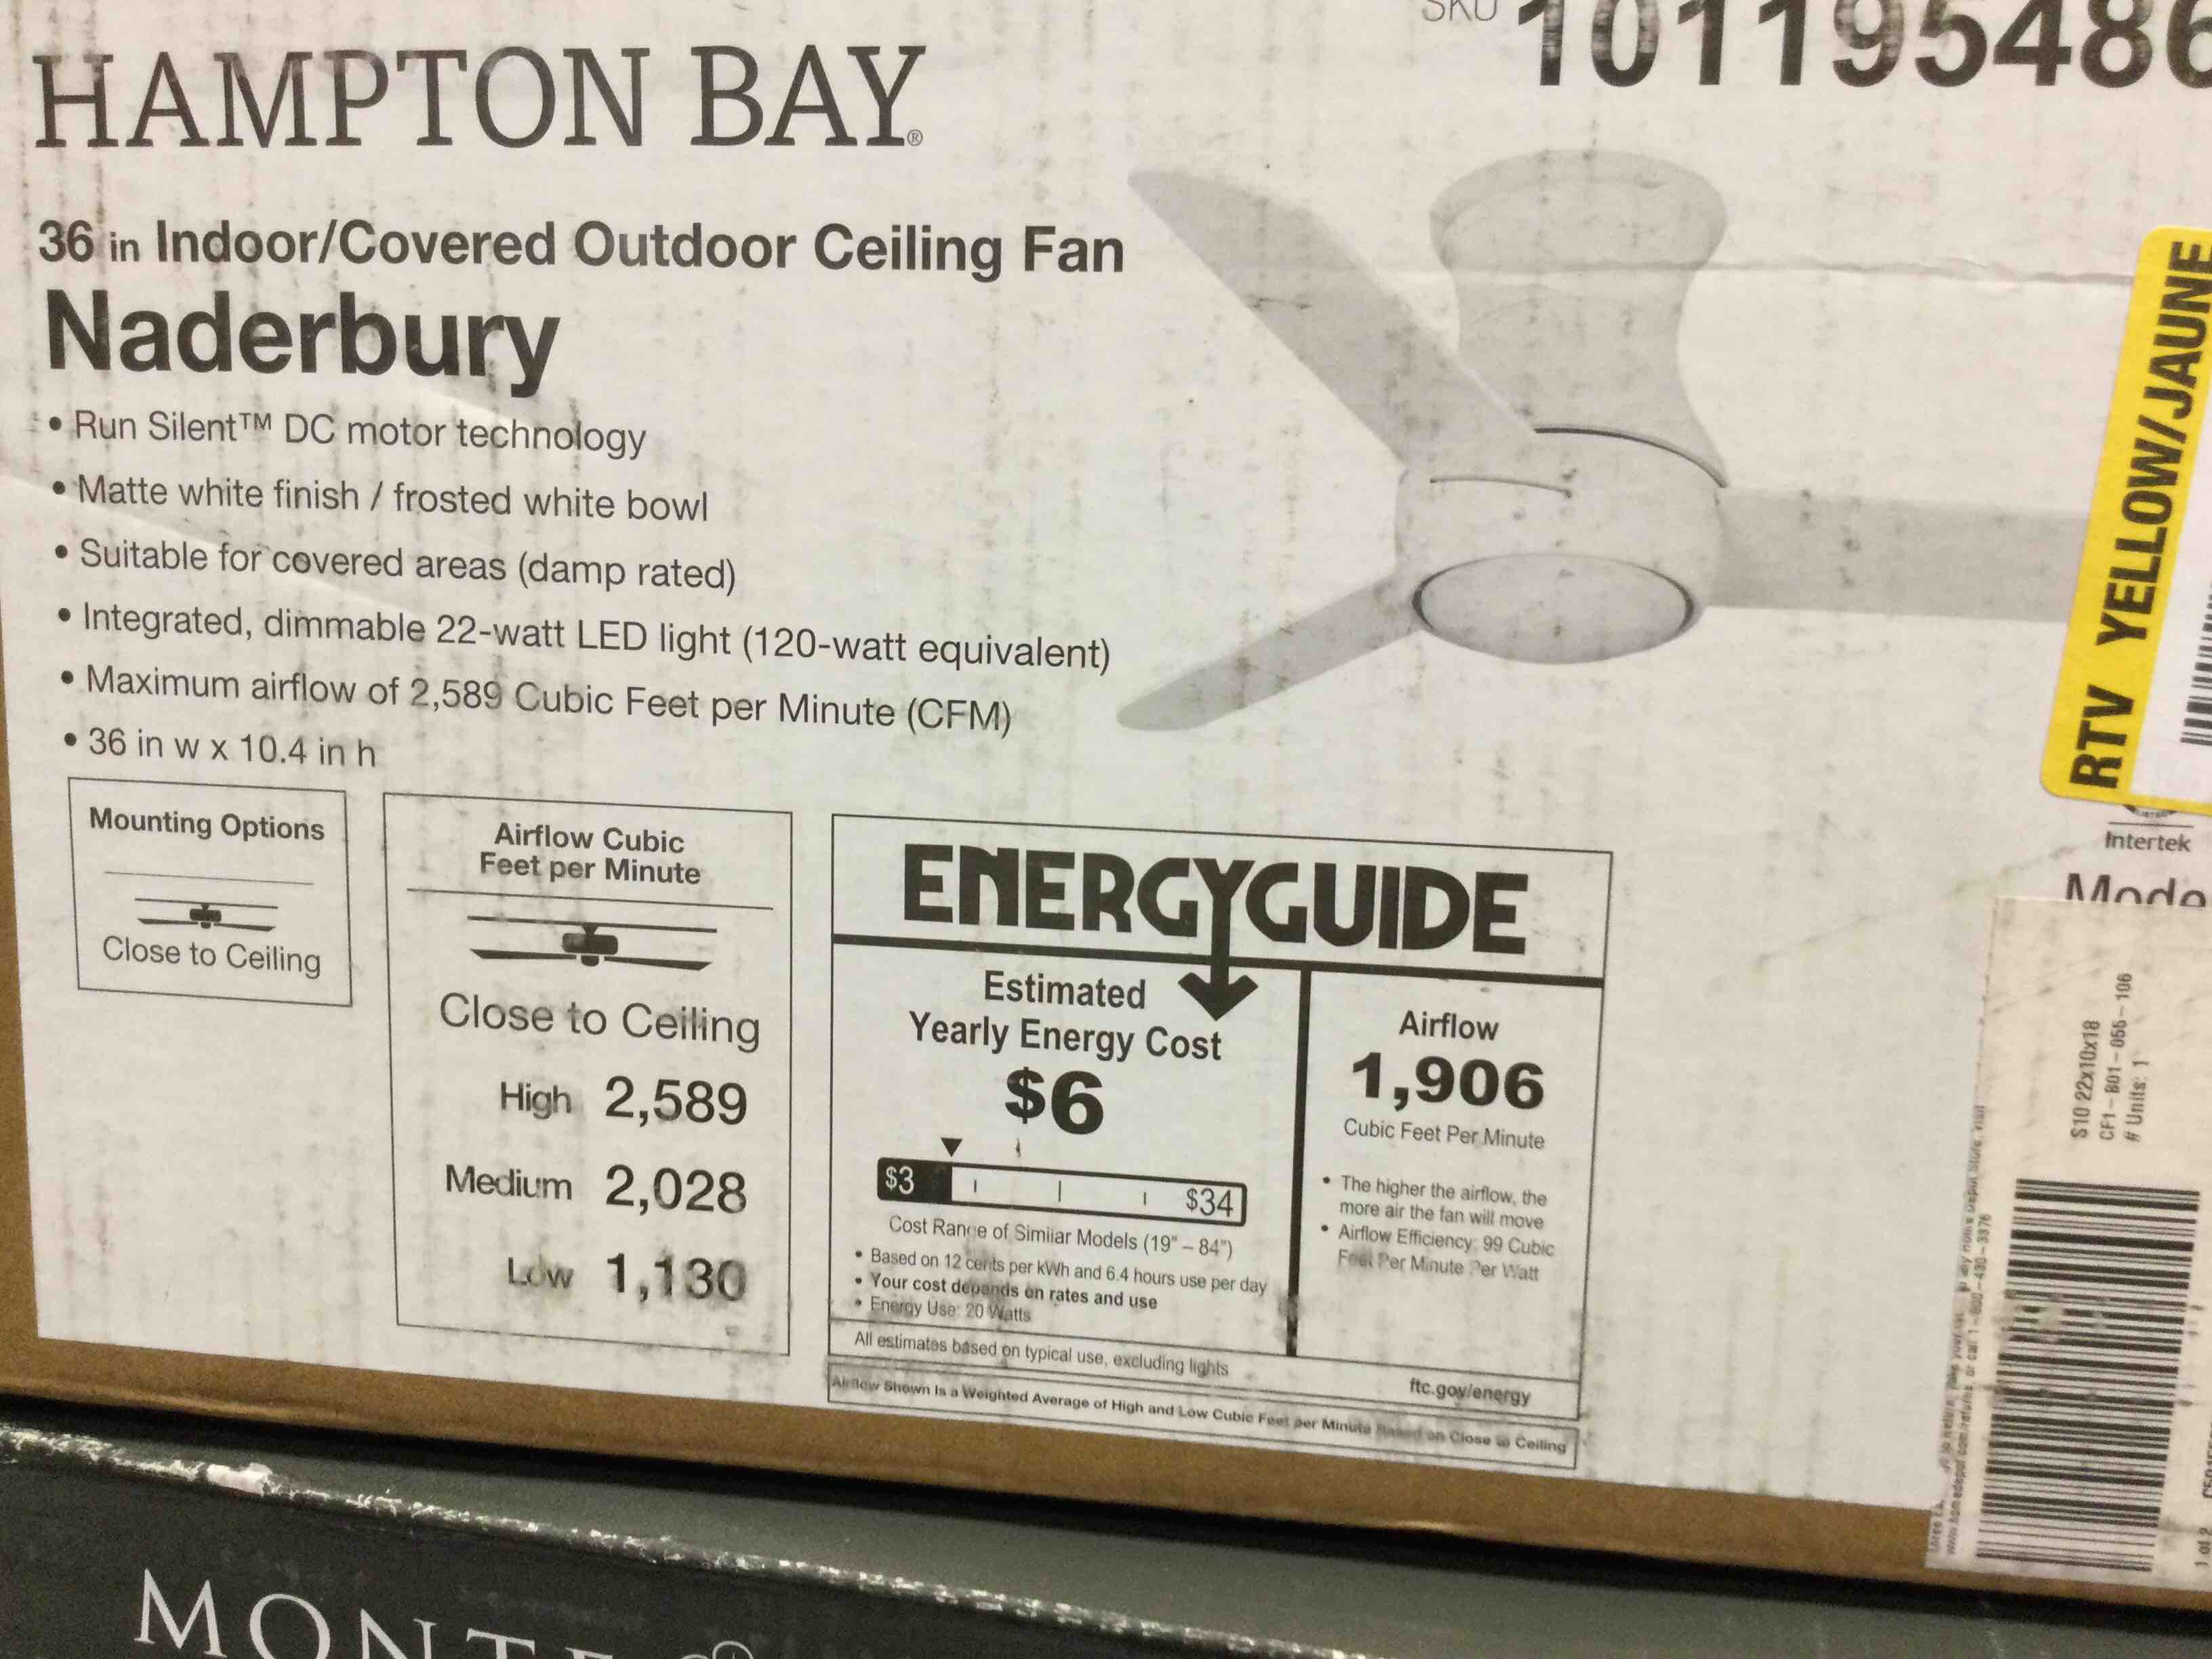 SKU 101195486
HAMPTON BAY®
36 in Indoor/Covered Outdoor Ceiling Fan
Naderbury
• Run Silent™ DC motor technology
• Matte white finish / frosted white bowl
• Suitable for covered areas (damp rated)
• Integrated, dimmable 22-watt LED light (120-watt equivalent)
• Maximum airflow of 2,589 Cubic Feet per Minute (CFM)
• 36 in w x 10.4 in h
Mounting Options
Close to Ceiling
Airflow Cubic
Feet per Minute
Close to Ceiling
High 2,589
Medium 2,028
Low 1,130
ENERGYGUIDE
Estimated
Yearly Energy Cost
$6
$3 $34
Cost Range of Similar Models (19" – 84")
• Based on 12 cents per kWh and 6.4 hours use per day
• Your cost depends on rates and use
• Energy Use: 20 Watts
Airflow
1,906
Cubic Feet Per Minute
• The higher the airflow, the
more air the fan will move
• Airflow Efficiency: 99 Cubic
Feet Per Minute Per Watt
All estimates based on typical use, excluding lights
ftc.gov/energy
Airflow Shown Is a Weighted Average of High and Low Cubic Feet per Minute Based on Close to Ceiling
RTV YELLOW/JAUNE
Intertek
Mode
S10 22x10x18
CF1-B01-055-106
# Units: 1
1 of 2
MONTE